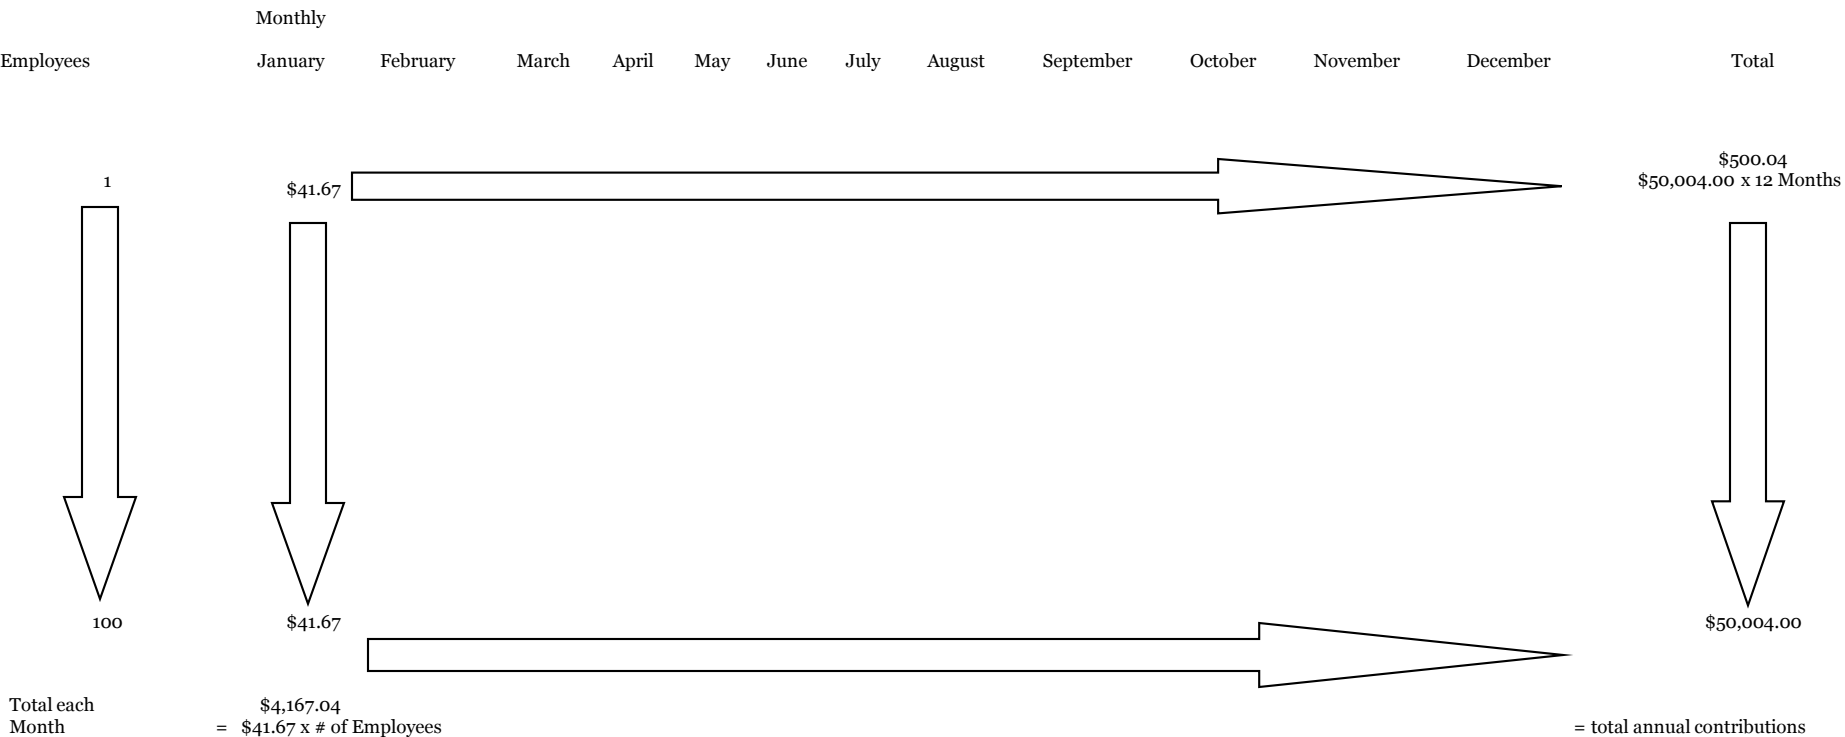 Monthly
Employees January February March April May June July August September October November December Total
$500.04
1 $41.67 $50,004.00 x 12 Months
100 $41.67 $50,004.00
Total each $4,167.04
Month = $41.67 x # of Employees = total annual contributions